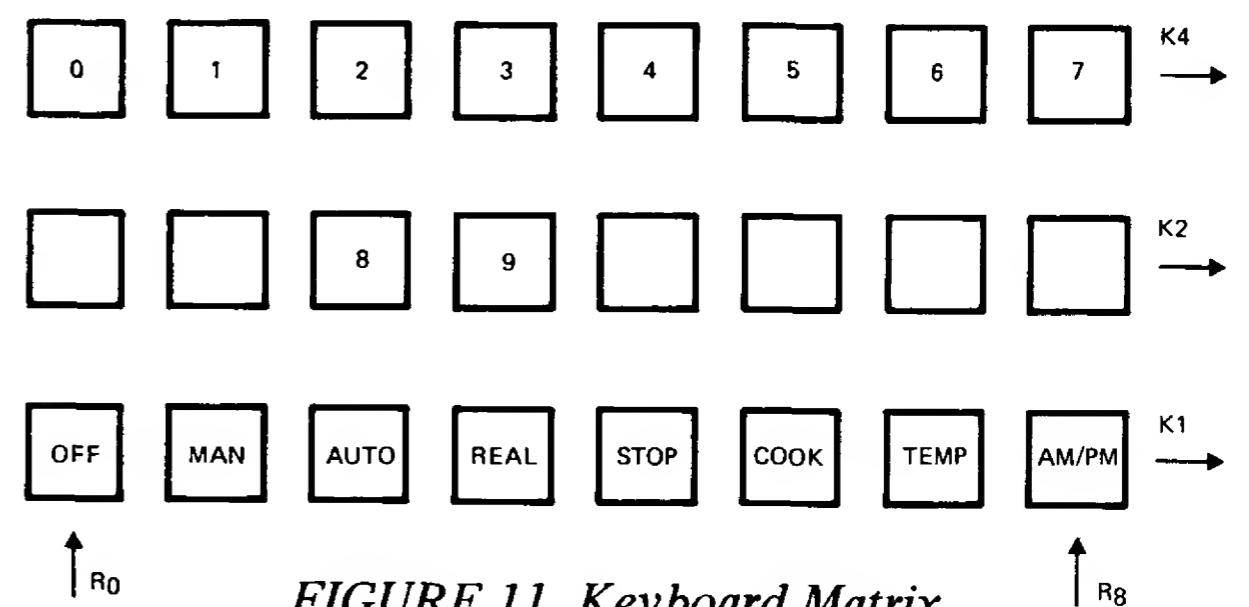 0 1 2 3 4 5 6 7 K4
8 9 K2
OFF MAN AUTO REAL STOP COOK TEMP AM/PM K1
R0 R8
FIGURE 11 Keyboard Matrix